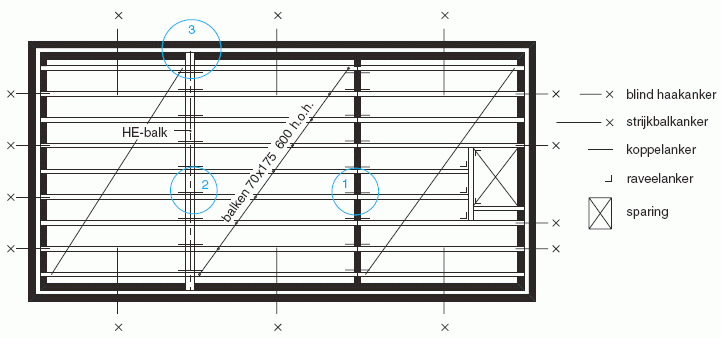 3
HE-balk
balken 70x175 600 h.o.h.
2
1
blind haakanker
strijkbalkanker
koppelanker
raveelanker
sparing